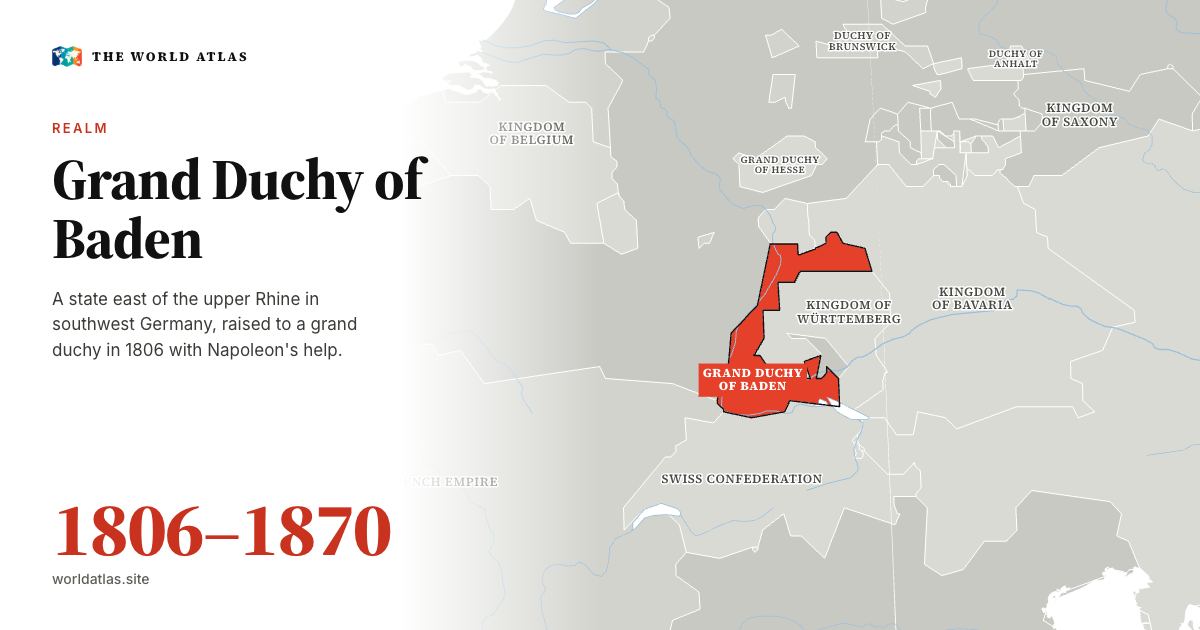 THE WORLD ATLAS
REALM
Grand Duchy of
Baden
A state east of the upper Rhine in
southwest Germany, raised to a grand
duchy in 1806 with Napoleon's help.
1806–1870
worldatlas.site
DUCHY OF
BRUNSWICK
DUCHY OF
ANHALT
KINGDOM
OF SAXONY
KINGDOM
OF BELGIUM
GRAND DUCHY
OF HESSE
KINGDOM OF
WÜRTTEMBERG
KINGDOM
OF BAVARIA
GRAND DUCHY
OF BADEN
SWISS CONFEDERATION
EMPIRE